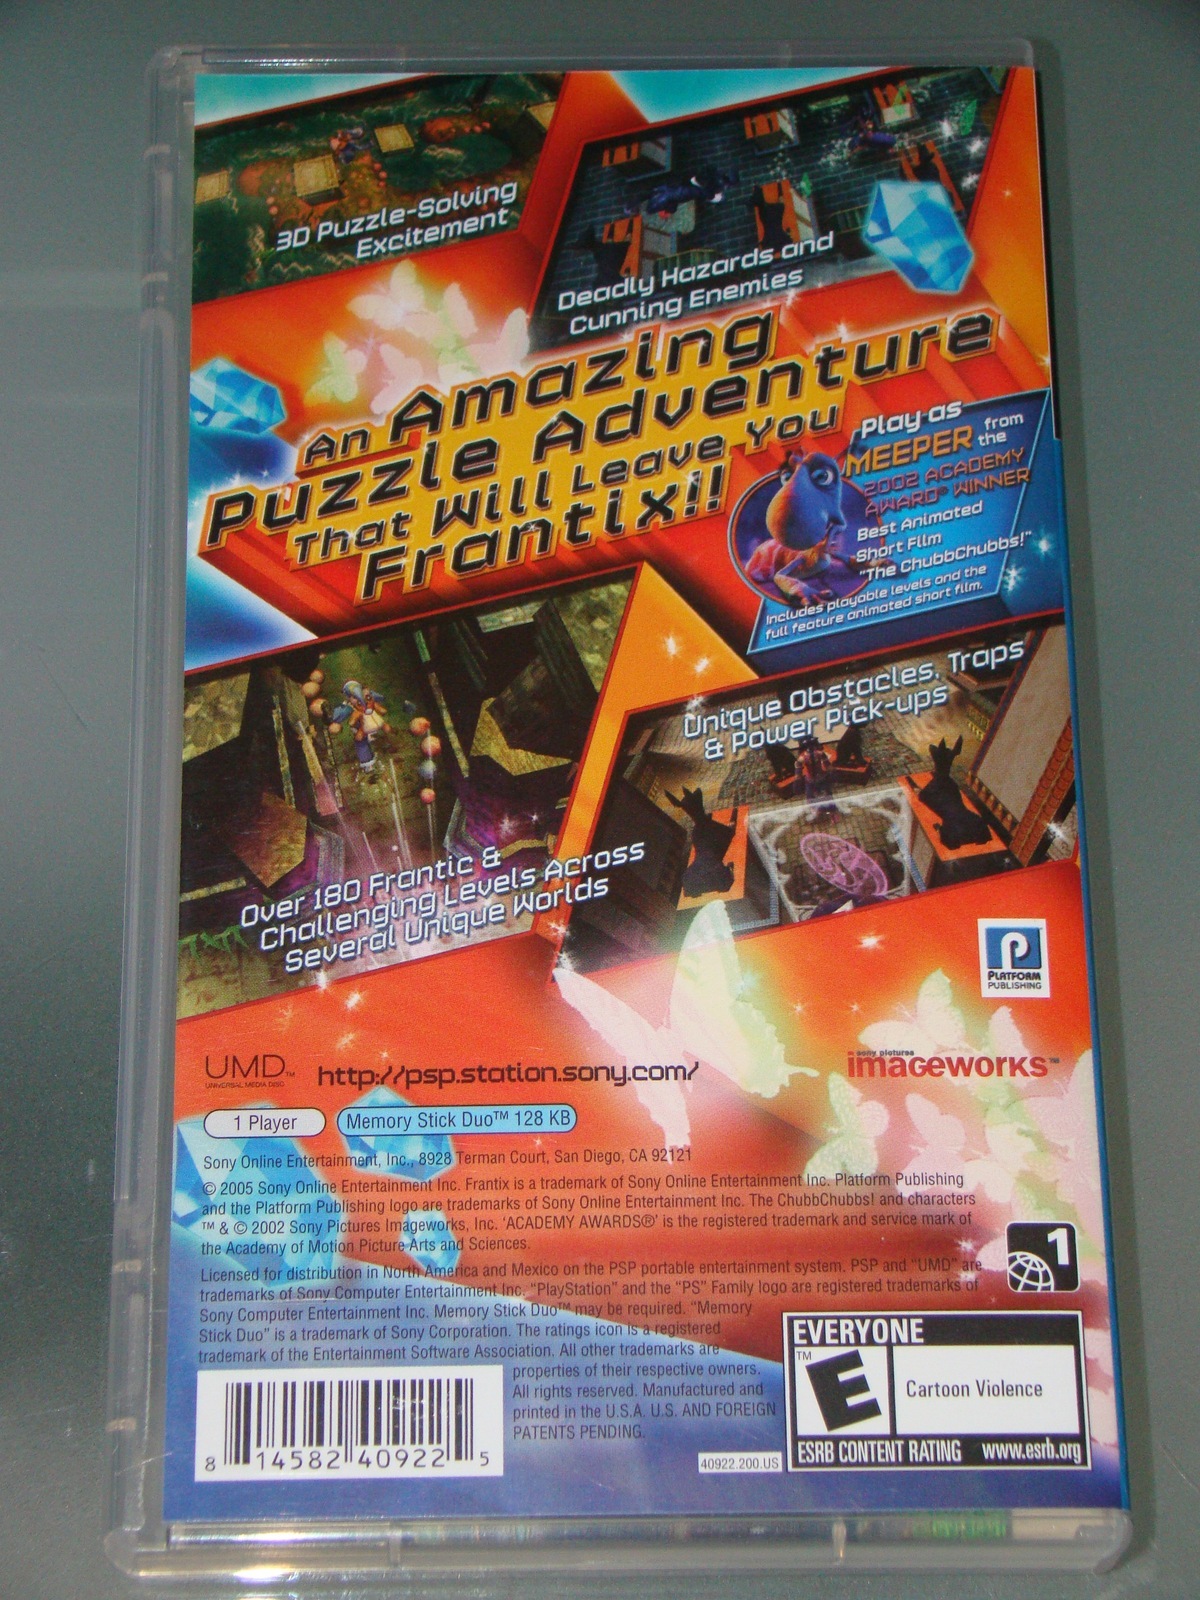 3D Puzzle-Solving
Excitement
Deadly Hazards and
Cunning Enemies
An Amazing
Puzzle Adventure
That Will Leave You
Frantix!!
Play as
MEEPER from
the
2002 ACADEMY
AWARD® WINNER
Best Animated
Short Film
"The ChubbChubbs!"
Includes playable levels and the
full feature animated short film.
Unique Obstacles, Traps
& Power Pick-ups
Over 180 Frantic &
Challenging Levels Across
Several Unique Worlds
P
PLATFORM
PUBLISHING
UMD™
UNIVERSAL MEDIA DISC
http://psp.station.sony.com/
sony pictures
imageworks™
1 Player
Memory Stick Duo™ 128 KB
Sony Online Entertainment, Inc., 8928 Terman Court, San Diego, CA 92121
© 2005 Sony Online Entertainment Inc. Frantix is a trademark of Sony Online Entertainment Inc. Platform Publishing
and the Platform Publishing logo are trademarks of Sony Online Entertainment Inc. The ChubbChubbs! and characters
™ & © 2002 Sony Pictures Imageworks, Inc. 'ACADEMY AWARDS®' is the registered trademark and service mark of
the Academy of Motion Picture Arts and Sciences.
Licensed for distribution in North America and Mexico on the PSP portable entertainment system. PSP and "UMD" are
trademarks of Sony Computer Entertainment Inc. "PlayStation" and the "PS" Family logo are registered trademarks of
Sony Computer Entertainment Inc. Memory Stick Duo™ may be required. "Memory
Stick Duo" is a trademark of Sony Corporation. The ratings icon is a registered
trademark of the Entertainment Software Association. All other trademarks are
properties of their respective owners.
All rights reserved. Manufactured and
printed in the U.S.A. U.S. AND FOREIGN
PATENTS PENDING.
1
EVERYONE
™
E
Cartoon Violence
ESRB CONTENT RATING www.esrb.org
8 14582 40922 5
40922.200.US